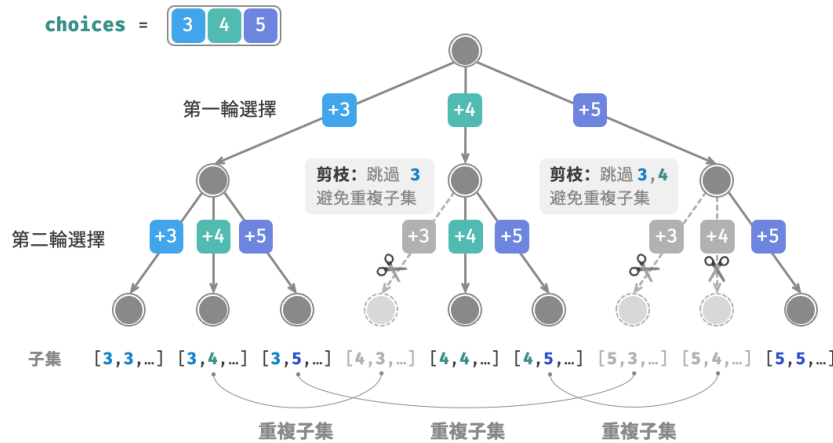 choices = 3 4 5
第一輪選擇
+3 +4 +5
剪枝：跳過 3
避免重複子集
剪枝：跳過 3,4
避免重複子集
第二輪選擇
+3 +4 +5 +3 +4 +5 +3 +4 +5
子集 [3,3,…] [3,4,…] [3,5,…] [4,3,…] [4,4,…] [4,5,…] [5,3,…] [5,4,…] [5,5,…]
重複子集 重複子集 重複子集